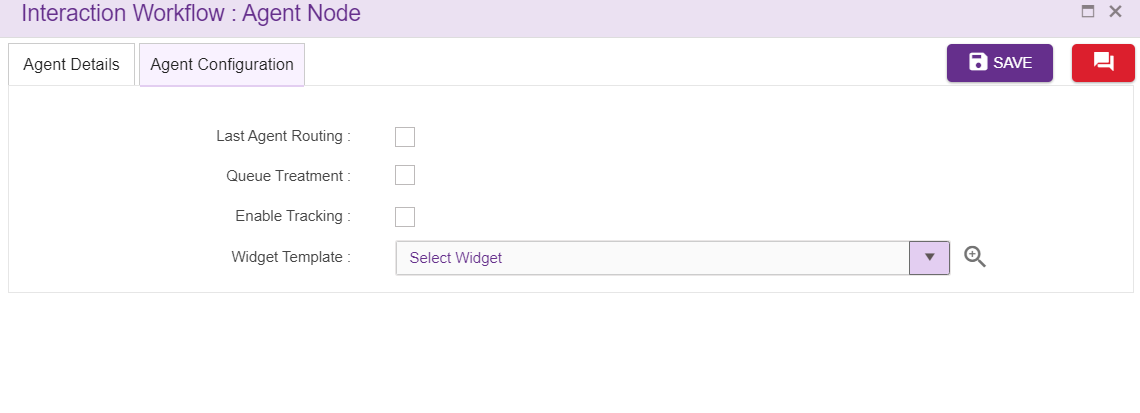 Interaction Workflow : Agent Node
Agent Details
Agent Configuration
SAVE
Last Agent Routing :
Queue Treatment :
Enable Tracking :
Widget Template :
Select Widget